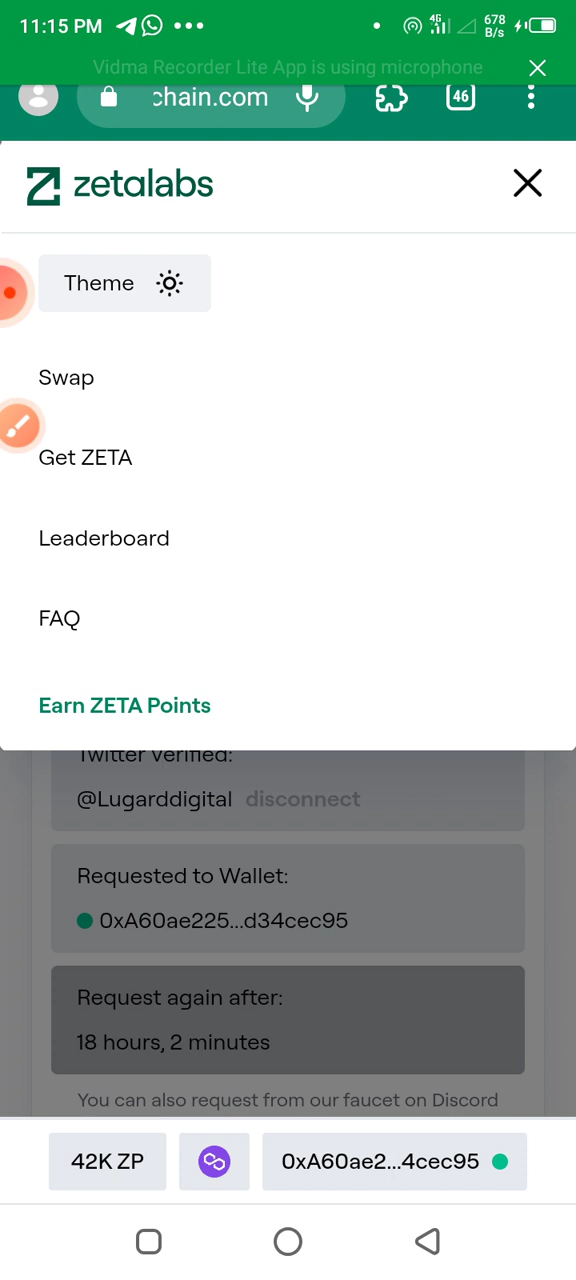 11:15 PM
4G
678
B/s
Vidma Recorder Lite App is using microphone
chain.com
46
zetalabs
Theme
Swap
Get ZETA
Leaderboard
FAQ
Earn ZETA Points
Twitter verified:
@Lugarddigital disconnect
Requested to Wallet:
0xA60ae225...d34cec95
Request again after:
18 hours, 2 minutes
You can also request from our faucet on Discord
42K ZP
0xA60ae2...4cec95